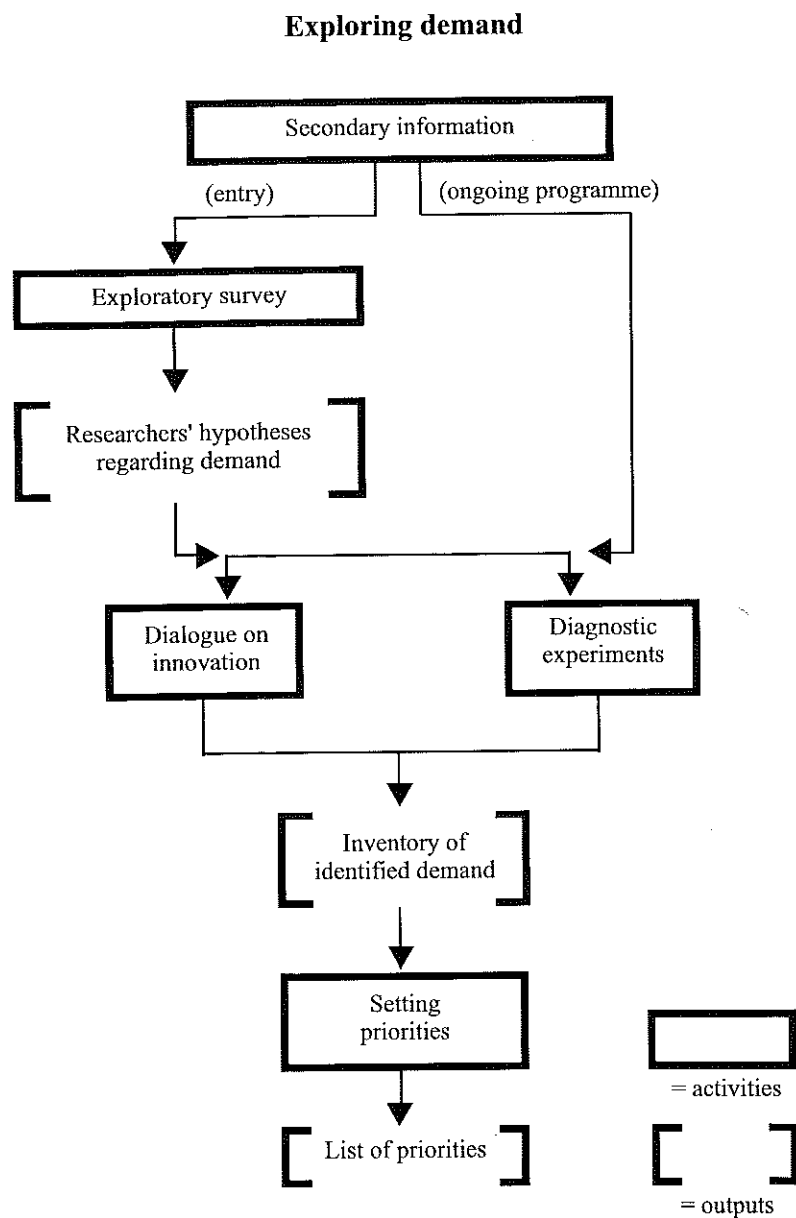 Exploring demand
Secondary information
(entry)
(ongoing programme)
Exploratory survey
Researchers' hypotheses
regarding demand
Dialogue on
innovation
Diagnostic
experiments
Inventory of
identified demand
Setting
priorities
= activities
List of priorities
= outputs